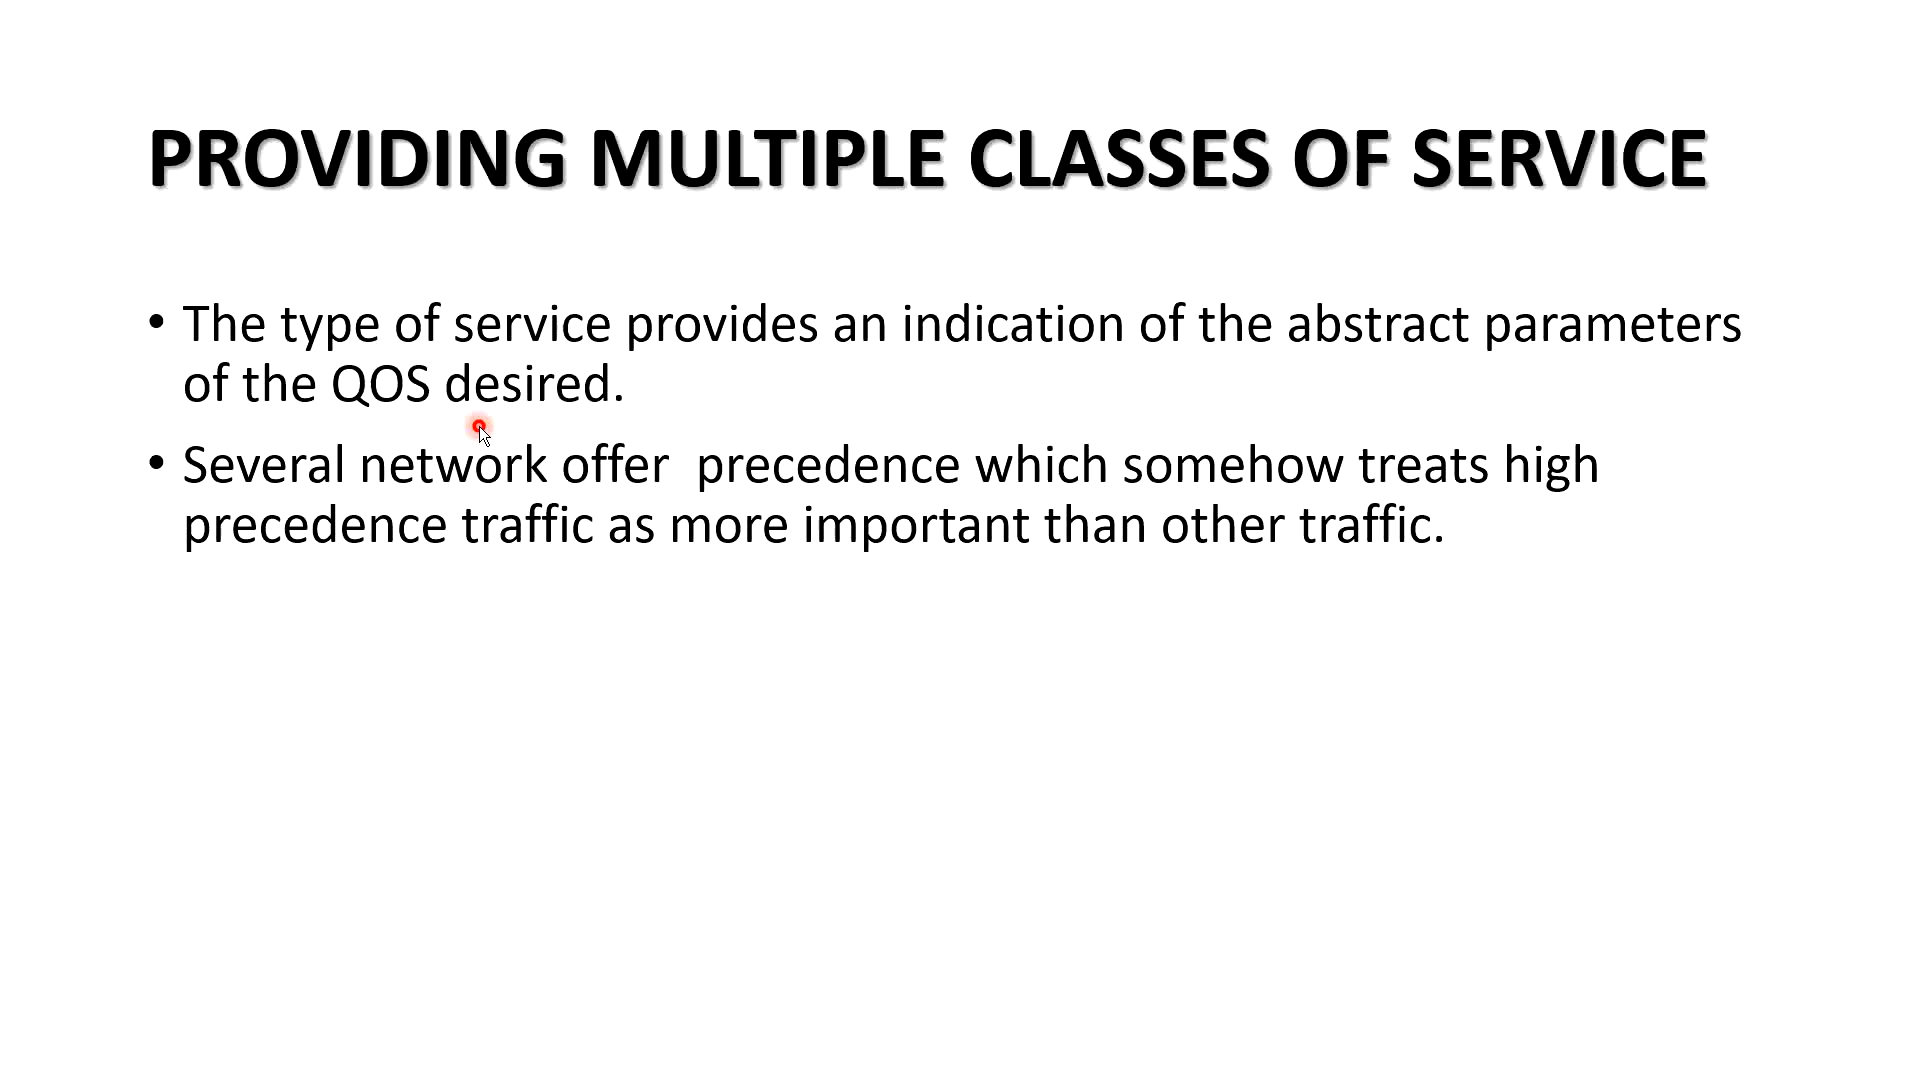 PROVIDING MULTIPLE CLASSES OF SERVICE
• The type of service provides an indication of the abstract parameters
of the QOS desired.
• Several network offer  precedence which somehow treats high
precedence traffic as more important than other traffic.